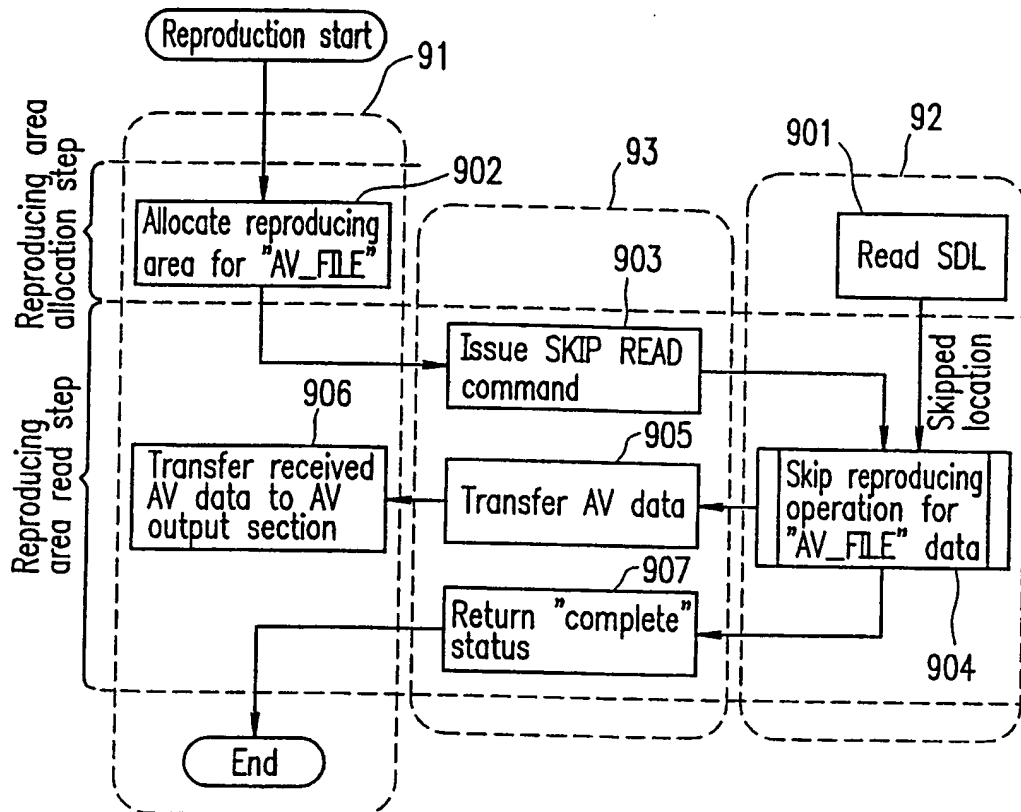 Reproduction start
91
92
93
901
902
903
Reproducing area
allocation step
Allocate reproducing
area for "AV_FILE"
Read SDL
Issue SKIP READ
command
Skipped
location
906
905
Reproducing
area read step
Transfer received
AV data to AV
output section
Transfer AV data
Skip reproducing
operation for
"AV_FILE" data
907
Return "complete"
status
904
End